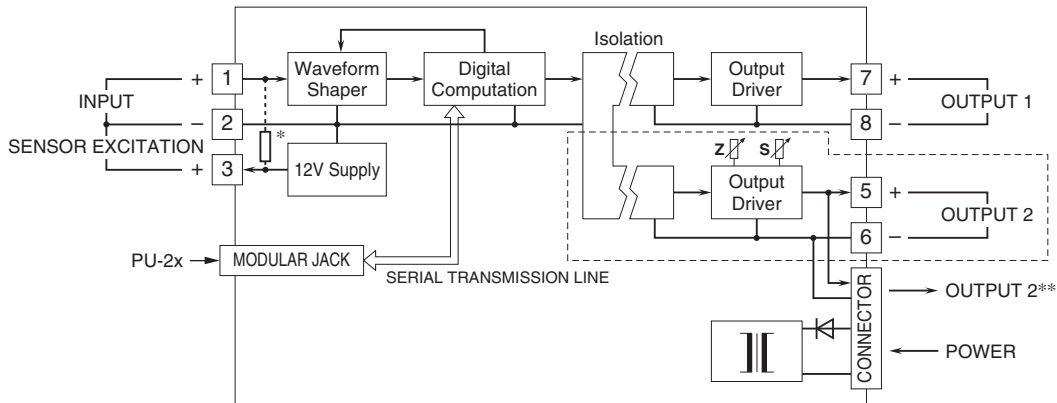 Isolation
1
+
Waveform
Shaper
Digital
Computation
Output
Driver
7
+
INPUT
OUTPUT 1
2
−
8
−
SENSOR EXCITATION
*
3
+
12V Supply
Z
S
Output
Driver
5
+
OUTPUT 2
6
−
PU-2x
MODULAR JACK
SERIAL TRANSMISSION LINE
CONNECTOR
OUTPUT 2**
POWER